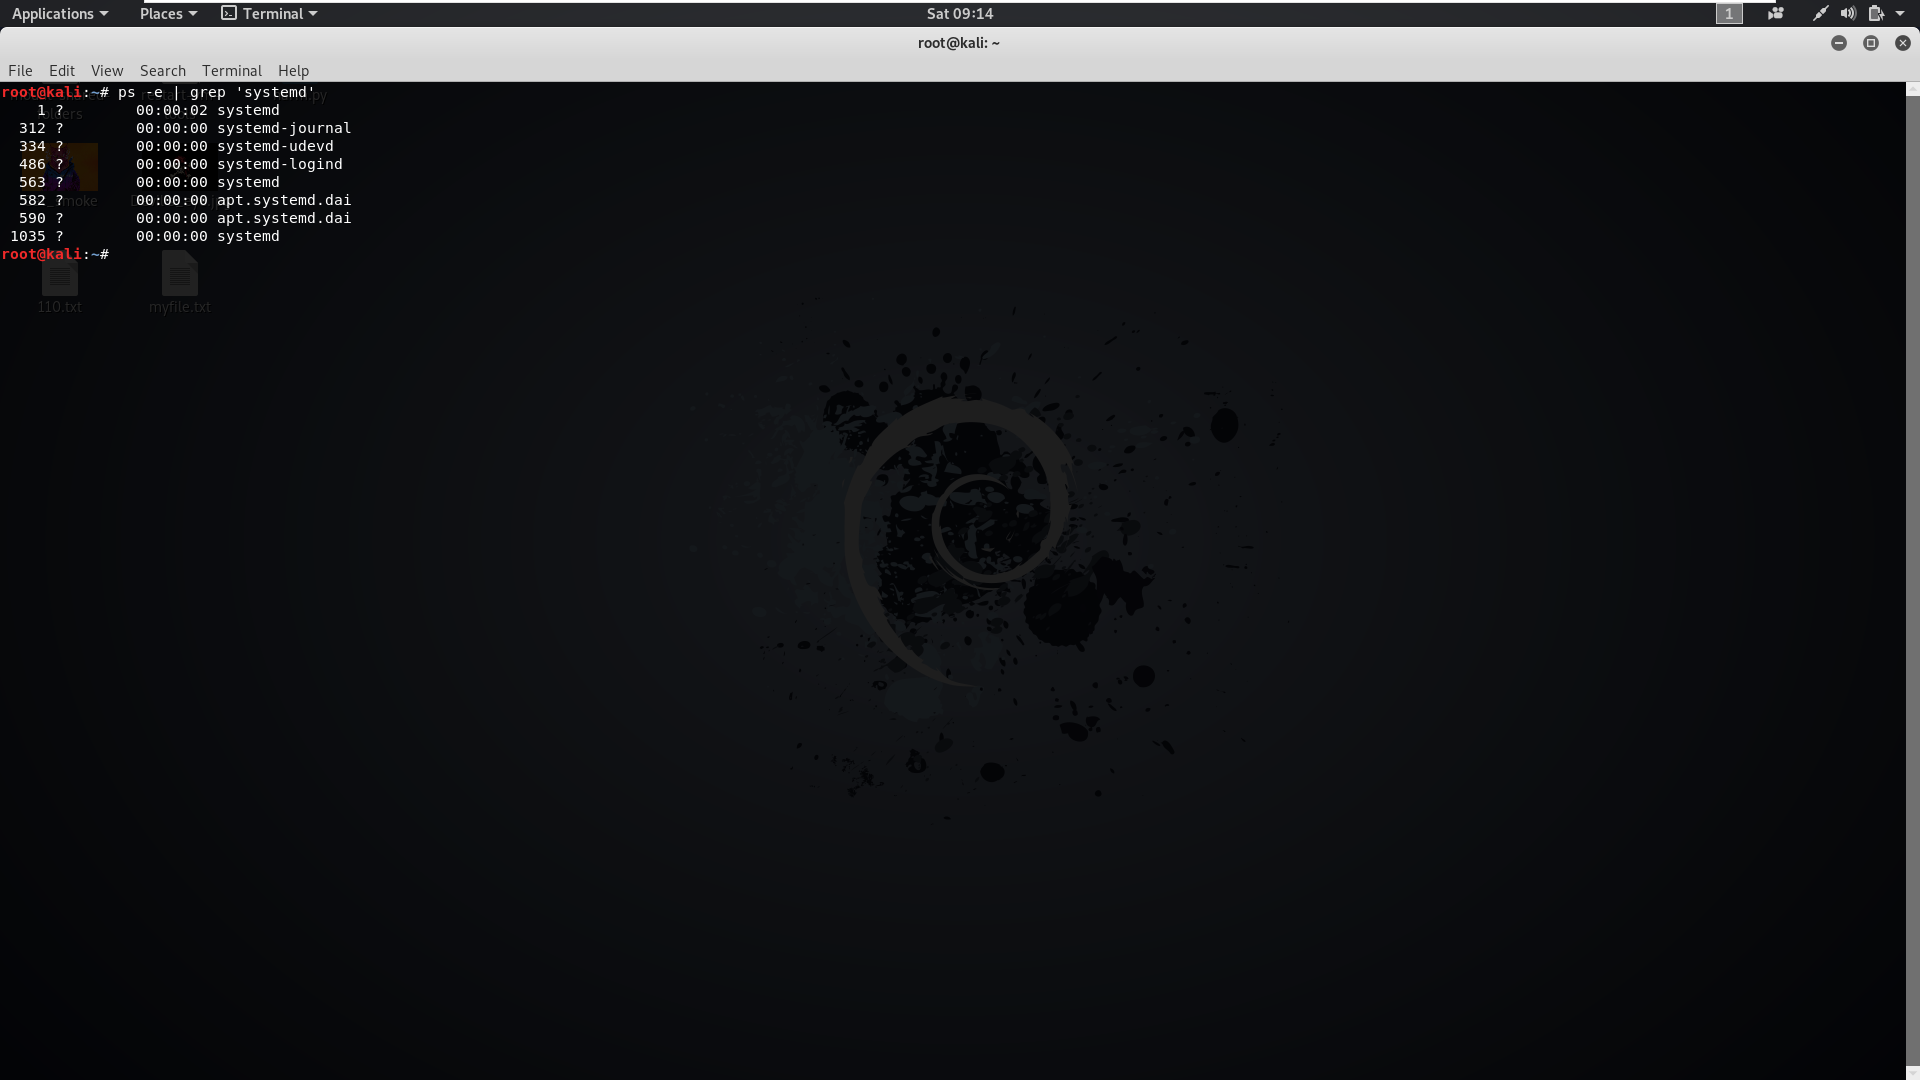 Applications Places Terminal Sat 09:14 1
root@kali: ~
File Edit View Search Terminal Help
root@kali:~# ps -e | grep 'systemd'
    1 ?        00:00:02 systemd
  312 ?        00:00:00 systemd-journal
  334 ?        00:00:00 systemd-udevd
  486 ?        00:00:00 systemd-logind
  563 ?        00:00:00 systemd
  582 ?        00:00:00 apt.systemd.dai
  590 ?        00:00:00 apt.systemd.dai
 1035 ?        00:00:00 systemd
root@kali:~#
110.txt myfile.txt